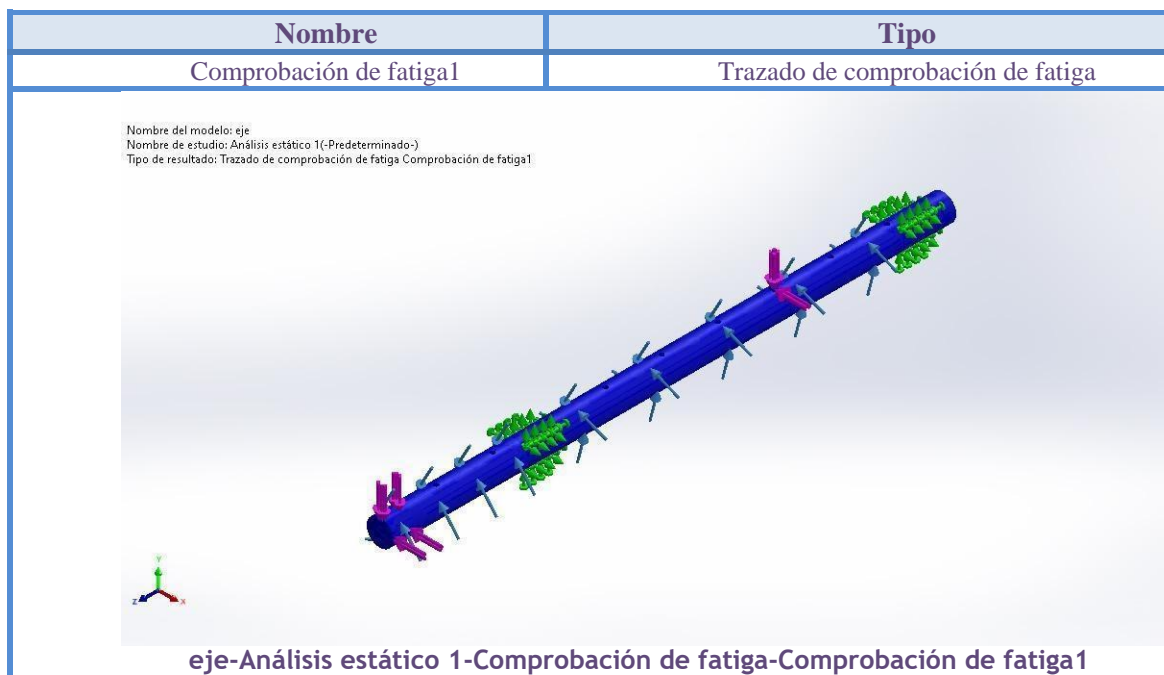 Nombre
Tipo
Comprobación de fatiga1
Trazado de comprobación de fatiga
Nombre del modelo: eje
Nombre de estudio: Análisis estático 1(-Predeterminado-)
Tipo de resultado: Trazado de comprobación de fatiga Comprobación de fatiga1
Y
Z
X
eje-Análisis estático 1-Comprobación de fatiga-Comprobación de fatiga1